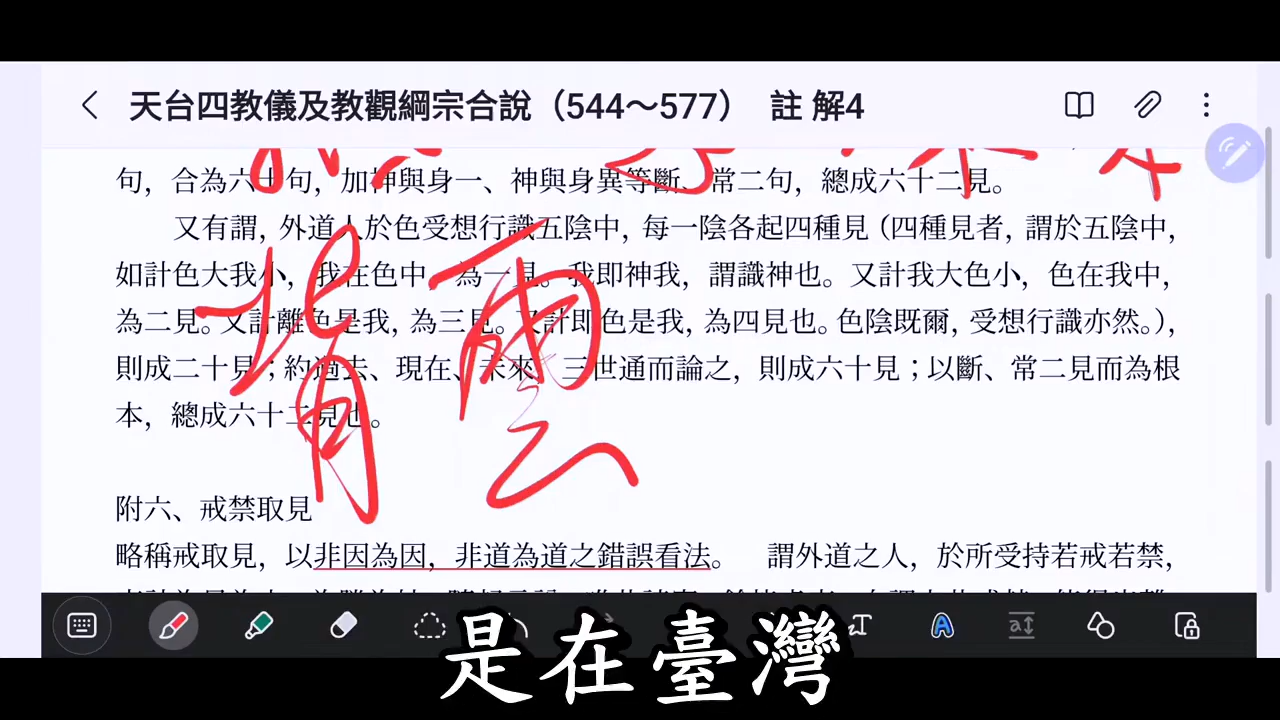 天台四教儀及教觀綱宗合說（544～577） 註 解4
句，合為六十句，加神與身一、神與身異等斷、常二句，總成六十二見。
又有謂，外道人於色受想行識五陰中，每一陰各起四種見（四種見者，謂於五陰中，
如計色大我小，我在色中，為一見。我即神我，謂識神也。又計我大色小，色在我中，
為二見。又計離色是我，為三見。又計即色是我，為四見也。色陰既爾，受想行識亦然。），
則成二十見；約過去、現在、未來，三世通而論之，則成六十見；以斷、常二見而為根
本，總成六十二見也。
背雲
附六、戒禁取見
略稱戒取見，以非因為因，非道為道之錯誤看法。 謂外道之人，於所受持若戒若禁，
是在臺灣